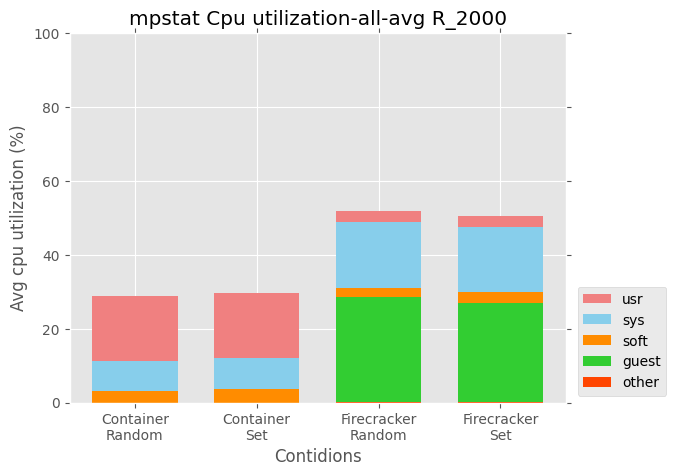 mpstat Cpu utilization-all-avg R_2000
Avg cpu utilization (%)
100
80
60
40
20
0
Container
Random
Container
Set
Firecracker
Random
Firecracker
Set
Contidions
usr
sys
soft
guest
other